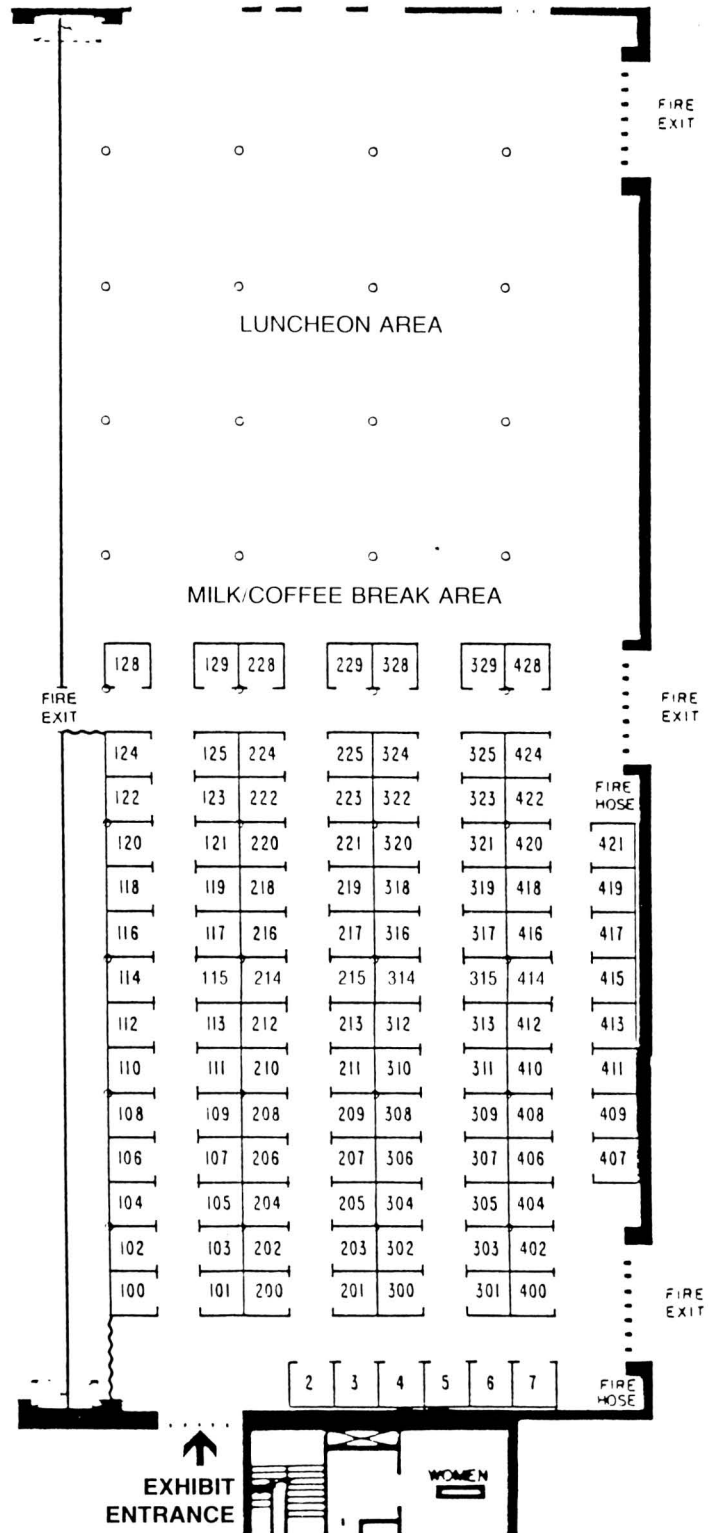 FIRE
EXIT
LUNCHEON AREA
MILK/COFFEE BREAK AREA
128 129 228 229 328 329 428
FIRE
EXIT
FIRE
EXIT
124 125 224 225 324 325 424
122 123 222 223 322 323 422
FIRE
HOSE
120 121 220 221 320 321 420 421
118 119 218 219 318 319 418 419
116 117 216 217 316 317 416 417
114 115 214 215 314 315 414 415
112 113 212 213 312 313 412 413
110 111 210 211 310 311 410 411
108 109 208 209 308 309 408 409
106 107 206 207 306 307 406 407
104 105 204 205 304 305 404
102 103 202 203 302 303 402
100 101 200 201 300 301 400
FIRE
EXIT
2 3 4 5 6 7
FIRE
HOSE
EXHIBIT
ENTRANCE
WOMEN